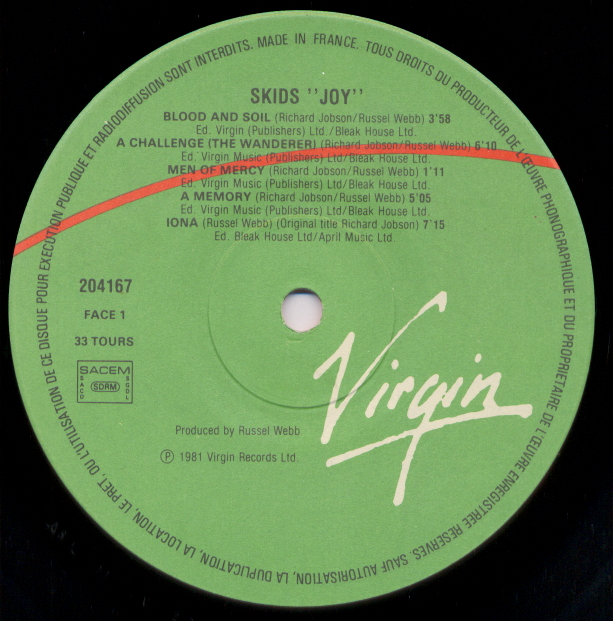 MADE IN FRANCE. TOUS DROITS DU PRODUCTEUR DE L'ŒUVRE PHONOGRAPHIQUE ET DU PROPRIETAIRE DE L'ŒUVRE ENREGISTREE RESERVES. SAUF AUTORISATION, LA DUPLICATION, LA LOCATION, LE PRET, OU L'UTILISATION DE CE DISQUE POUR EXECUTION PUBLIQUE ET RADIODIFFUSION SONT INTERDITS.
SKIDS "JOY"
BLOOD AND SOIL (Richard Jobson/Russel Webb) 3'58
Ed. Virgin (Publishers) Ltd./Bleak House Ltd.
A CHALLENGE (THE WANDERER) (Richard Jobson/Russel Webb) 6'10
Ed. Virgin Music (Publishers) Ltd/Bleak House Ltd.
MEN OF MERCY (Richard Jobson/Russel Webb) 1'11
Ed. Virgin Music (Publishers) Ltd/Bleak House Ltd.
A MEMORY (Richard Jobson/Russel Webb) 5'05
Ed. Virgin Music (Publishers) Ltd/Bleak House Ltd.
IONA (Russel Webb) (Original title Richard Jobson) 7'15
Ed. Bleak House Ltd/April Music Ltd.
204167
FACE 1
33 TOURS
SACEM
SACD
SDRM
SGDL
Virgin
Produced by Russel Webb
℗ 1981 Virgin Records Ltd.